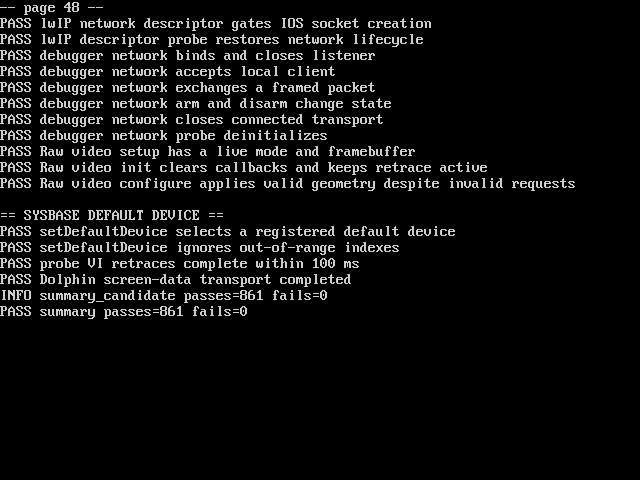 -- page 48 --
PASS lwIP network descriptor gates IOS socket creation
PASS lwIP descriptor probe restores network lifecycle
PASS debugger network binds and closes listener
PASS debugger network accepts local client
PASS debugger network exchanges a framed packet
PASS debugger network arm and disarm change state
PASS debugger network closes connected transport
PASS debugger network probe deinitializes
PASS Raw video setup has a live mode and framebuffer
PASS Raw video init clears callbacks and keeps retrace active
PASS Raw video configure applies valid geometry despite invalid requests
== SYSBASE DEFAULT DEVICE ==
PASS setDefaultDevice selects a registered default device
PASS setDefaultDevice ignores out-of-range indexes
PASS probe VI retraces complete within 100 ms
PASS Dolphin screen-data transport completed
INFO summary_candidate passes=861 fails=0
PASS summary passes=861 fails=0